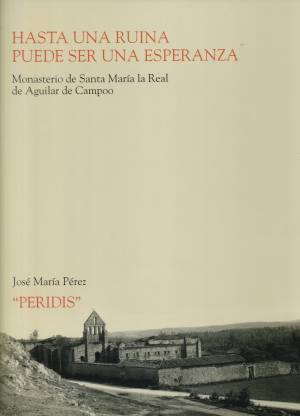 HASTA UNA RUINA
PUEDE SER UNA ESPERANZA
Monasterio de Santa María la Real
de Aguilar de Campoo
José María Pérez
“PERIDIS”